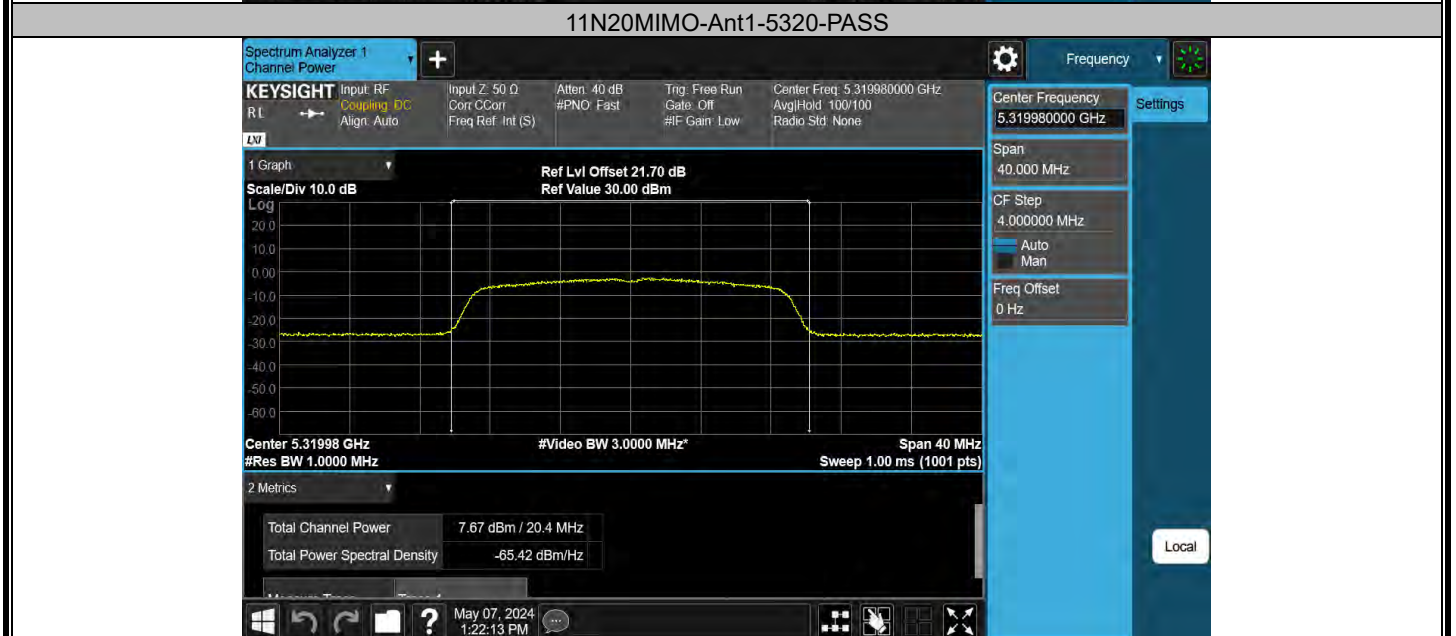 11N20MIMO-Ant1-5320-PASS
Spectrum Analyzer 1
Channel Power
+
Frequency
KEYSIGHT
RL
LXI
Input: RF
Coupling: DC
Align: Auto
Input Z: 50 Ω
Corr CCorr
Freq Ref: Int (S)
Atten: 40 dB
#PNO: Fast
Trig: Free Run
Gate: Off
#IF Gain: Low
Center Freq: 5.319980000 GHz
Avg|Hold: 100/100
Radio Std: None
Center Frequency
5.319980000 GHz
Settings
Span
40.000 MHz
CF Step
4.000000 MHz
Auto
Man
Freq Offset
0 Hz
Local
1 Graph
Scale/Div 10.0 dB
Ref Lvl Offset 21.70 dB
Ref Value 30.00 dBm
Log
20.0
10.0
0.00
-10.0
-20.0
-30.0
-40.0
-50.0
-60.0
Center 5.31998 GHz
#Res BW 1.0000 MHz
#Video BW 3.0000 MHz*
Span 40 MHz
Sweep 1.00 ms (1001 pts)
2 Metrics
Total Channel Power 7.67 dBm / 20.4 MHz
Total Power Spectral Density -65.42 dBm/Hz
?
May 07, 2024
1:22:13 PM